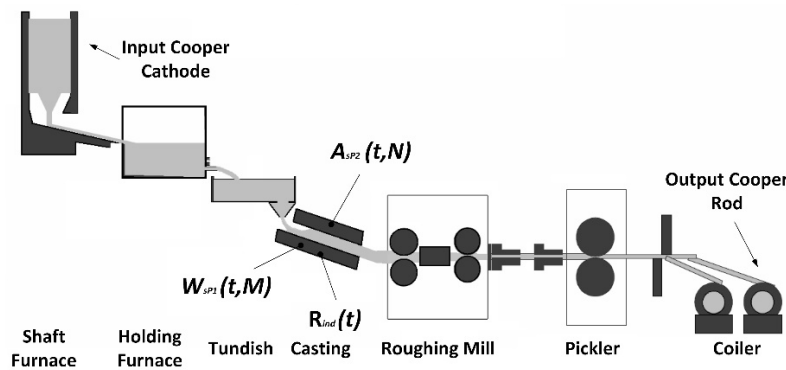 Input Cooper
Cathode
A_sP2 (t,N)
Output Cooper
Rod
W_sP1 (t,M)
R_ind (t)
Shaft
Furnace
Holding
Furnace
Tundish
Casting
Roughing Mill
Pickler
Coiler